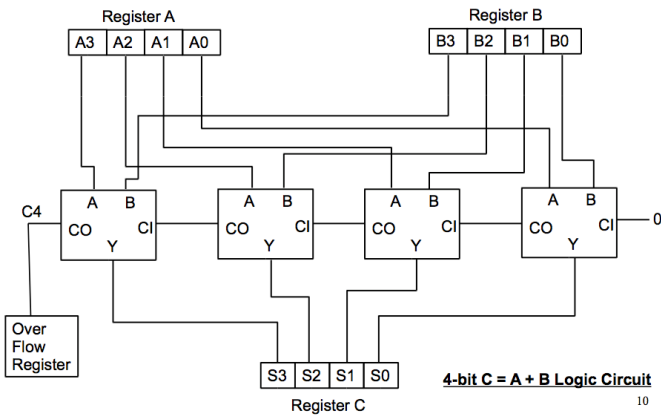 Register A
Register B
A3 A2 A1 A0
B3 B2 B1 B0
A B
A B
A B
A B
C4
CO CI
CO CI
CO CI
CO CI
0
Y
Y
Y
Y
Over
Flow
Register
S3 S2 S1 S0
4-bit C = A + B Logic Circuit
Register C
10